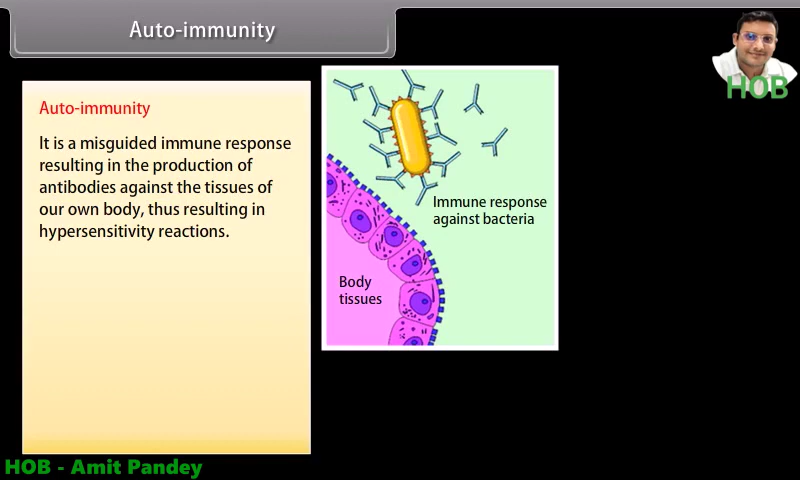 Auto-immunity
HOB
Auto-immunity
It is a misguided immune response
resulting in the production of
antibodies against the tissues of
our own body, thus resulting in
hypersensitivity reactions.
Immune response
against bacteria
Body
tissues
HOB - Amit Pandey